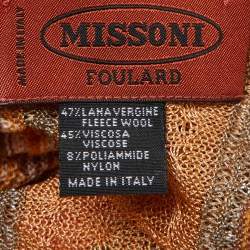 MADE IN ITALY
MISSONI
FOULARD
47% LANA VERGINE
FLEECE WOOL
45% VISCOSA
VISCOSE
8% POLIAMMIDE
NYLON
MADE IN ITALY